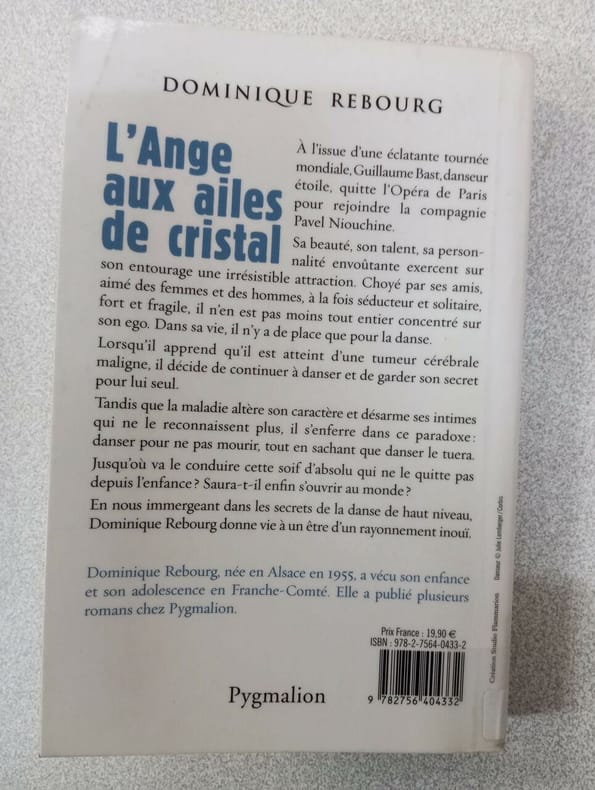 DOMINIQUE REBOURG
L'Ange
aux ailes
de cristal
À l'issue d'une éclatante tournée
mondiale, Guillaume Bast, danseur
étoile, quitte l'Opéra de Paris
pour rejoindre la compagnie
Pavel Niouchine.
Sa beauté, son talent, sa person-
nalité envoûtante exercent sur
son entourage une irrésistible attraction. Choyé par ses amis,
aimé des femmes et des hommes, à la fois séducteur et solitaire,
fort et fragile, il n'en est pas moins tout entier concentré sur
son ego. Dans sa vie, il n'y a de place que pour la danse.
Lorsqu'il apprend qu'il est atteint d'une tumeur cérébrale
maligne, il décide de continuer à danser et de garder son secret
pour lui seul.
Tandis que la maladie altère son caractère et désarme ses intimes
qui ne le reconnaissent plus, il s'enferre dans ce paradoxe :
danser pour ne pas mourir, tout en sachant que danser le tuera.
Jusqu'où va le conduire cette soif d'absolu qui ne le quitte pas
depuis l'enfance ? Saura-t-il enfin s'ouvrir au monde ?
En nous immergeant dans les secrets de la danse de haut niveau,
Dominique Rebourg donne vie à un être d'un rayonnement inouï.
Dominique Rebourg, née en Alsace en 1955, a vécu son enfance
et son adolescence en Franche-Comté. Elle a publié plusieurs
romans chez Pygmalion.
Prix France : 19,90 €
ISBN : 978-2-7564-0433-2
9 782756 404332
Pygmalion
Création Studio Flammarion Danseur © Julie Lemberger/Corbis